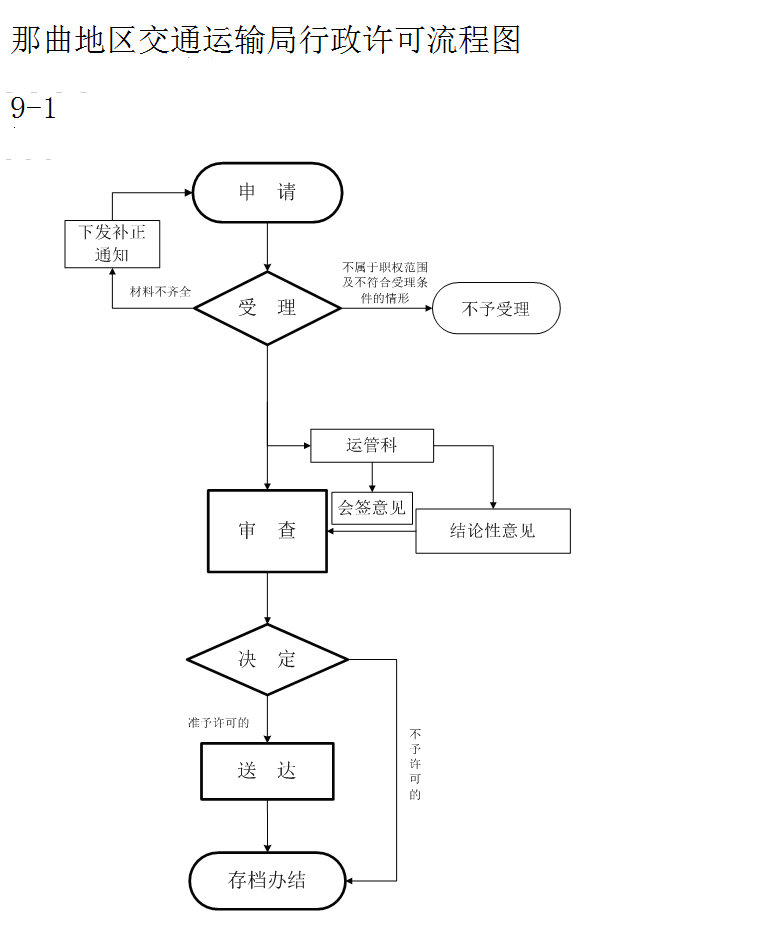 那曲地区交通运输局行政许可流程图
9-1
申 请
下发补正
通知
材料不齐全
受 理
不属于职权范围
及不符合受理条
件的情形
不予受理
运管科
会签意见
审 查
结论性意见
决 定
准予许可的
不
予
许
可
的
送 达
存档办结